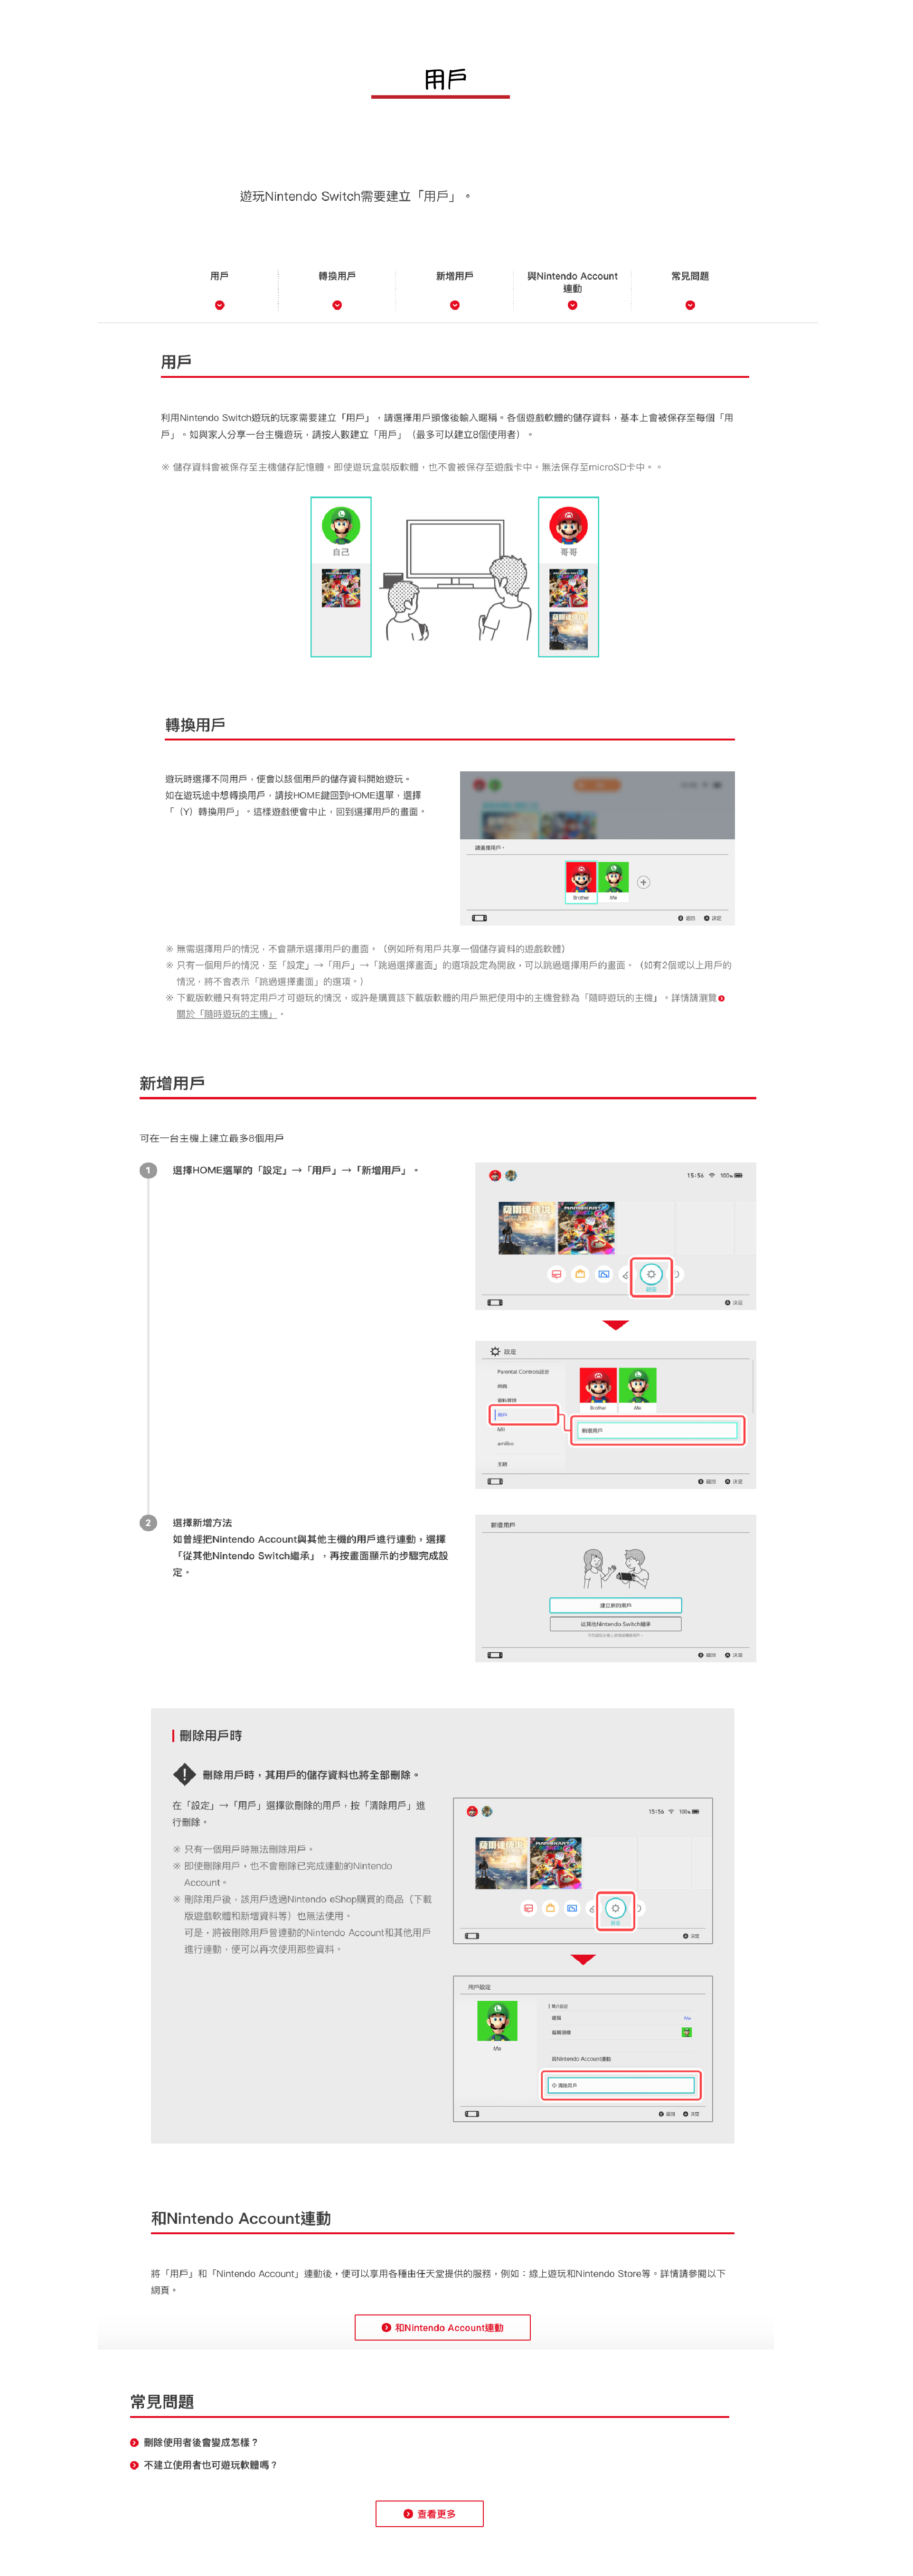 用戶
遊玩Nintendo Switch需要建立「用戶」。
用戶
轉換用戶
新增用戶
與Nintendo Account
連動
常見問題
用戶
利用Nintendo Switch遊玩的玩家需要建立「用戶」，請選擇用戶頭像後輸入暱稱。各個遊戲軟體的儲存資料，基本上會被保存至每個「用
戶」。如與家人分享一台主機遊玩，請按人數建立「用戶」（最多可以建立8個使用者）。
※ 儲存資料會被保存至主機儲存記憶體。即使遊玩盒裝版軟體，也不會被保存至遊戲卡中。無法保存至microSD卡中。。
自己
哥哥
轉換用戶
遊玩時選擇不同用戶，便會以該個用戶的儲存資料開始遊玩。
如在遊玩途中想轉換用戶，請按HOME鍵回到HOME選單，選擇
「（Y）轉換用戶」。這樣遊戲便會中止，回到選擇用戶的畫面。
請選擇用戶。
Brother
Me
返回
決定
※ 無需選擇用戶的情況，不會顯示選擇用戶的畫面。（例如所有用戶共享一個儲存資料的遊戲軟體）
※ 只有一個用戶的情況，至「設定」→「用戶」→「跳過選擇畫面」的選項設定為開啟，可以跳過選擇用戶的畫面。（如有2個或以上用戶的
情況，將不會表示「跳過選擇畫面」的選項。）
※ 下載版軟體只有特定用戶才可遊玩的情況，或許是購買該下載版軟體的用戶無把使用中的主機登錄為「隨時遊玩的主機」。詳情請瀏覽
關於「隨時遊玩的主機」。
新增用戶
可在一台主機上建立最多8個用戶
1
選擇HOME選單的「設定」→「用戶」→「新增用戶」。
15:56
100%
薩爾達傳說
MARIOKART
設定
決定
設定
Parental Controls設定
用戶
Mii
amiibo
主題
Brother
Me
新增用戶
返回
決定
2
選擇新增方法
如曾經把Nintendo Account與其他主機的用戶進行連動，選擇
「從其他Nintendo Switch繼承」，再按畫面顯示的步驟完成設
定。
新增用戶
建立新的用戶
從其他Nintendo Switch繼承
返回
決定
刪除用戶時
刪除用戶時，其用戶的儲存資料也將全部刪除。
在「設定」→「用戶」選擇欲刪除的用戶，按「清除用戶」進
行刪除。
※ 只有一個用戶時無法刪除用戶。
※ 即使刪除用戶，也不會刪除已完成連動的Nintendo
Account。
※ 刪除用戶後，該用戶透過Nintendo eShop購買的商品（下載
版遊戲軟體和新增資料等）也無法使用。
可是，將被刪除用戶曾連動的Nintendo Account和其他用戶
進行連動，便可以再次使用那些資料。
15:56
100%
薩爾達傳說
MARIOKART
設定
決定
用戶設定
Me
暱稱
Me
編輯頭像
與Nintendo Account連動
清除用戶
返回
決定
和Nintendo Account連動
將「用戶」和「Nintendo Account」連動後，便可以享用各種由任天堂提供的服務，例如：線上遊玩和Nintendo Store等。詳情請參閱以下
網頁。
和Nintendo Account連動
常見問題
刪除使用者後會變成怎樣？
不建立使用者也可遊玩軟體嗎？
查看更多